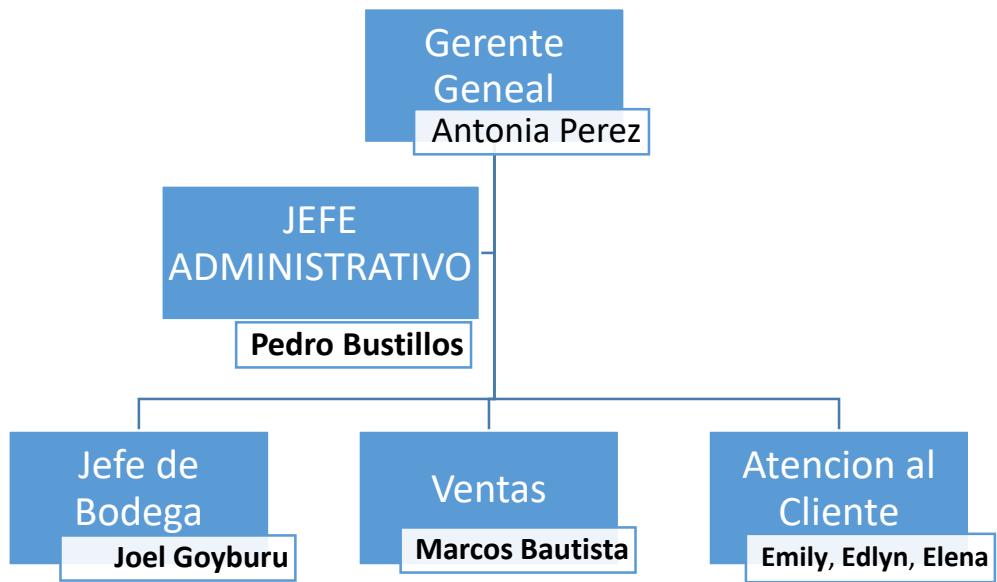 Gerente
Geneal
Antonia Perez
JEFE
ADMINISTRATIVO
Pedro Bustillos
Jefe de
Bodega
Joel Goyburu
Ventas
Marcos Bautista
Atencion al
Cliente
Emily, Edlyn, Elena